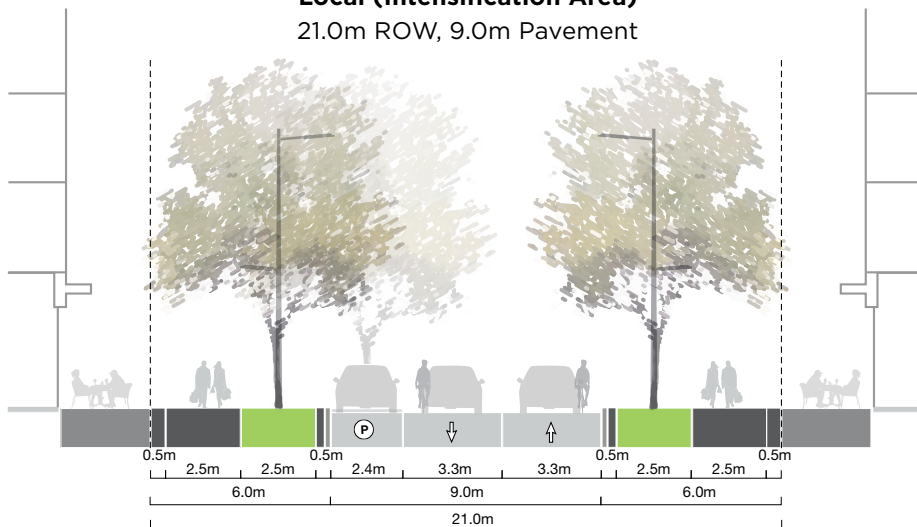 Local (Intensification Area)
21.0m ROW, 9.0m Pavement
P
0.5m 0.5m 0.5m 0.5m
2.5m 2.5m 2.4m 3.3m 3.3m 2.5m 2.5m
6.0m 9.0m 6.0m
21.0m